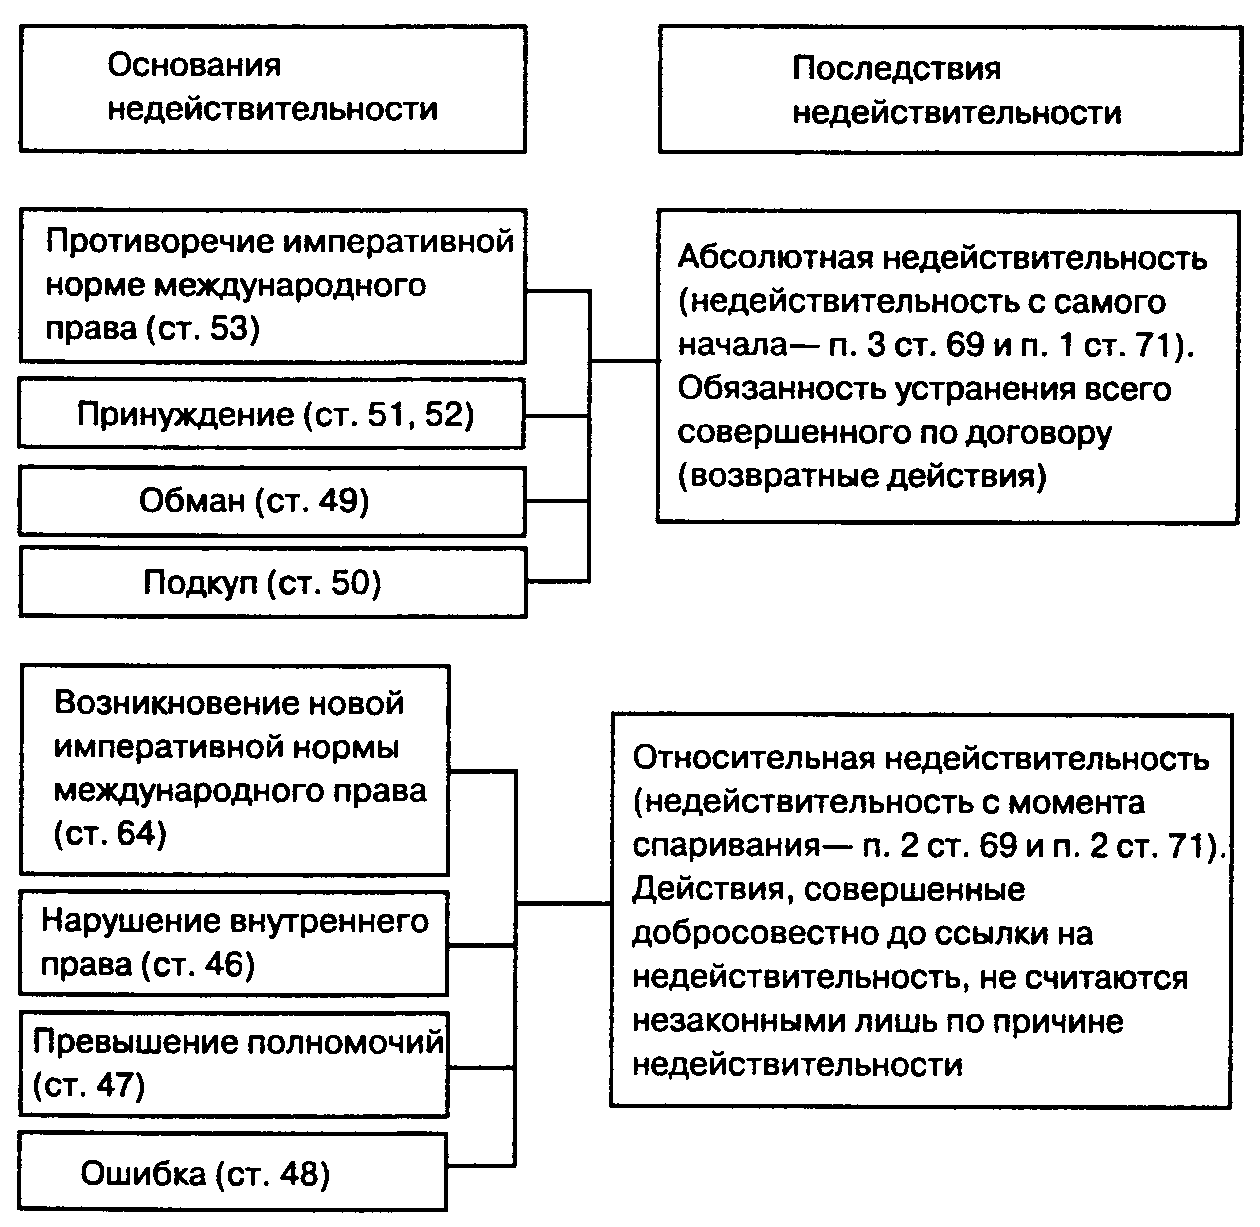 Основания
недействительности
Последствия
недействительности
Противоречие императивной
норме международного
права (ст. 53)
Принуждение (ст. 51, 52)
Обман (ст. 49)
Подкуп (ст. 50)
Абсолютная недействительность
(недействительность с самого
начала— п. 3 ст. 69 и п. 1 ст. 71).
Обязанность устранения всего
совершенного по договору
(возвратные действия)
Возникновение новой
императивной нормы
международного права
(ст. 64)
Нарушение внутреннего
права (ст. 46)
Превышение полномочий
(ст. 47)
Ошибка (ст. 48)
Относительная недействительность
(недействительность с момента
спаривания— п. 2 ст. 69 и п. 2 ст. 71).
Действия, совершенные
добросовестно до ссылки на
недействительность, не считаются
незаконными лишь по причине
недействительности